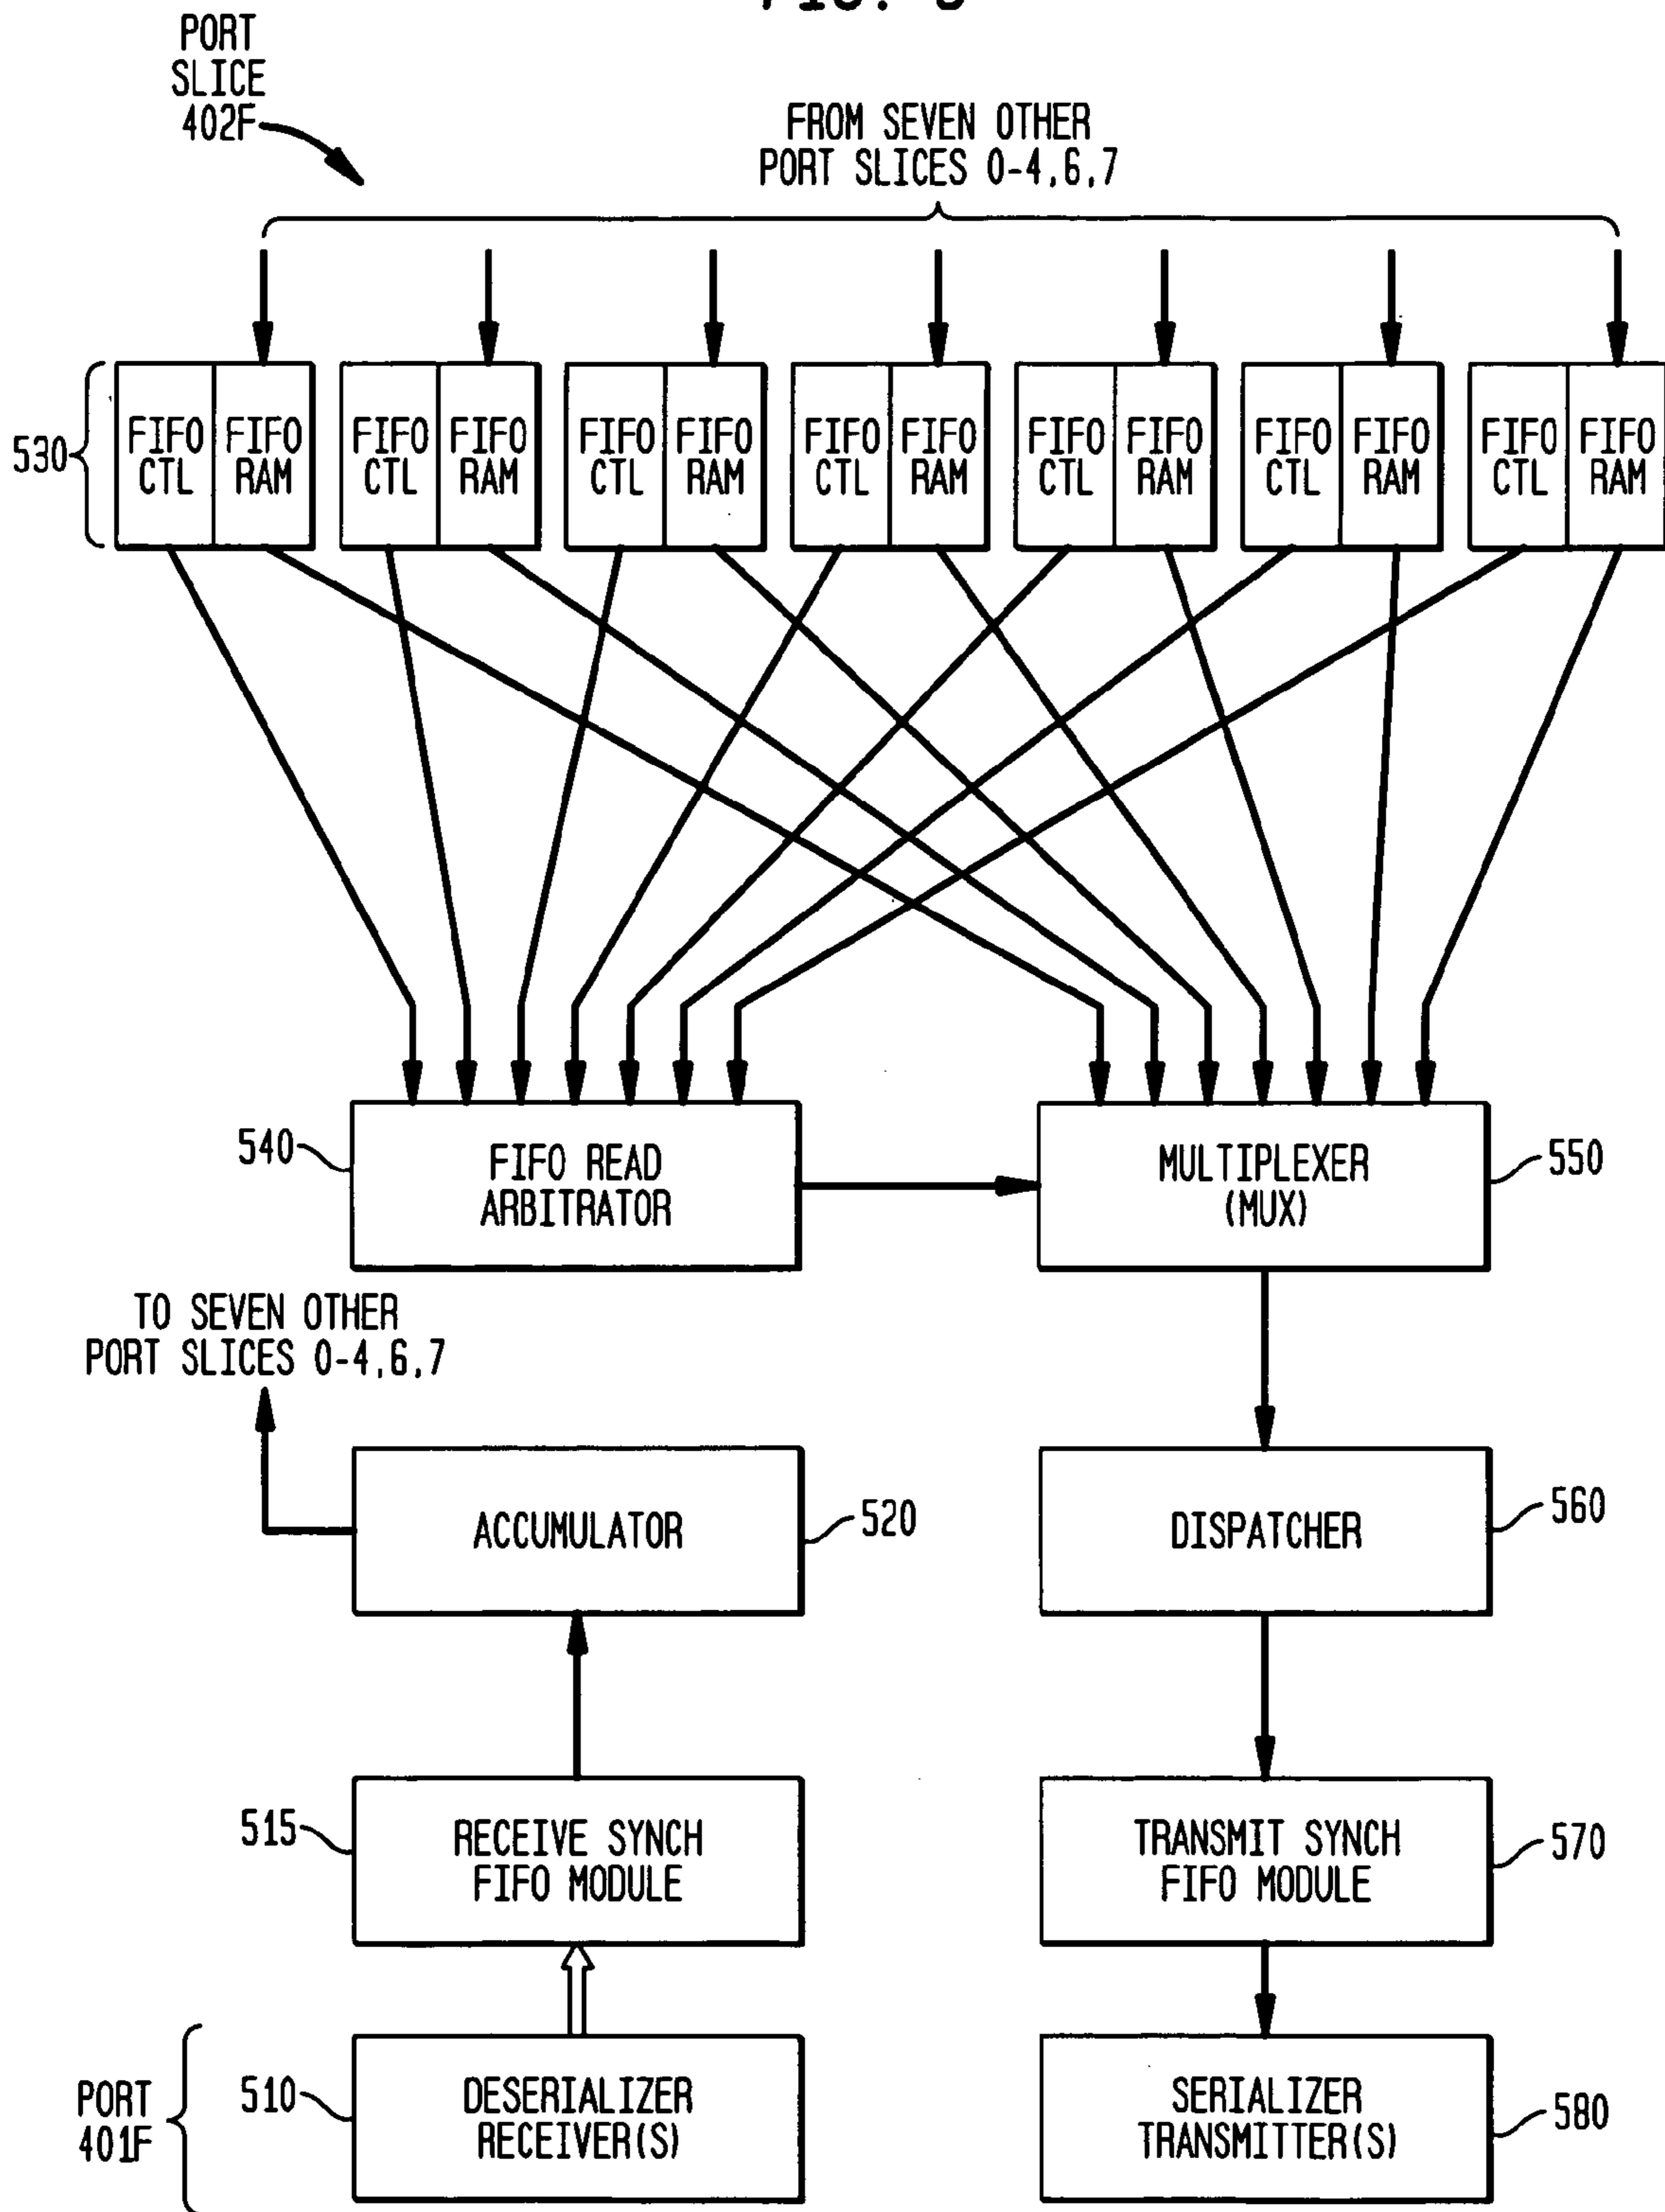 PORT
SLICE
402F
FROM SEVEN OTHER
PORT SLICES 0-4,6,7
530
FIFO CTL
FIFO RAM
FIFO CTL
FIFO RAM
FIFO CTL
FIFO RAM
FIFO CTL
FIFO RAM
FIFO CTL
FIFO RAM
FIFO CTL
FIFO RAM
FIFO CTL
FIFO RAM
540
FIFO READ
ARBITRATOR
MULTIPLEXER
(MUX)
550
TO SEVEN OTHER
PORT SLICES 0-4,6,7
ACCUMULATOR
520
DISPATCHER
560
515
RECEIVE SYNCH
FIFO MODULE
TRANSMIT SYNCH
FIFO MODULE
570
PORT
401F
510
DESERIALIZER
RECEIVER(S)
SERIALIZER
TRANSMITTER(S)
580